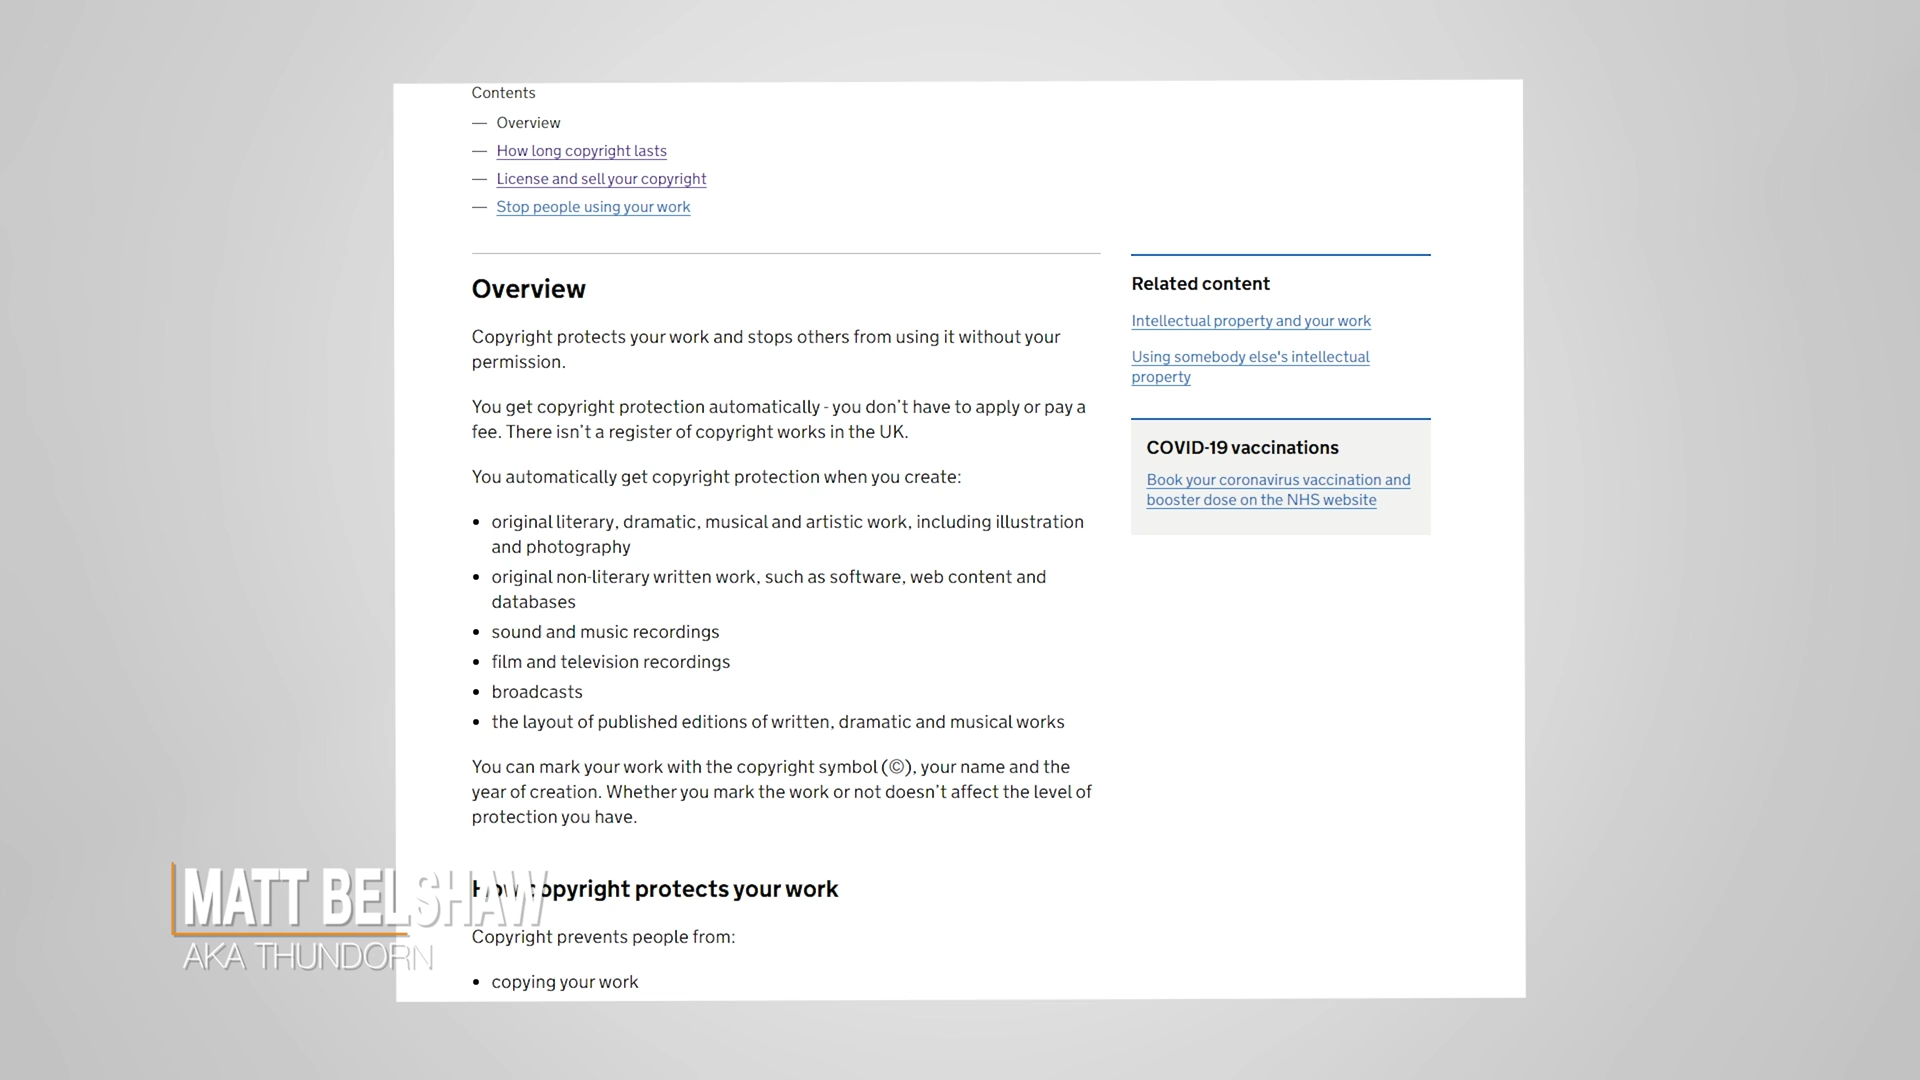 Contents
— Overview
— How long copyright lasts
— License and sell your copyright
— Stop people using your work
Overview
Copyright protects your work and stops others from using it without your
permission.
You get copyright protection automatically - you don't have to apply or pay a
fee. There isn't a register of copyright works in the UK.
You automatically get copyright protection when you create:
• original literary, dramatic, musical and artistic work, including illustration
and photography
• original non-literary written work, such as software, web content and
databases
• sound and music recordings
• film and television recordings
• broadcasts
• the layout of published editions of written, dramatic and musical works
You can mark your work with the copyright symbol (©), your name and the
year of creation. Whether you mark the work or not doesn't affect the level of
protection you have.
How copyright protects your work
Copyright prevents people from:
• copying your work
Related content
Intellectual property and your work
Using somebody else's intellectual
property
COVID-19 vaccinations
Book your coronavirus vaccination and
booster dose on the NHS website
MATT BELSHAW
AKA THUNDORN